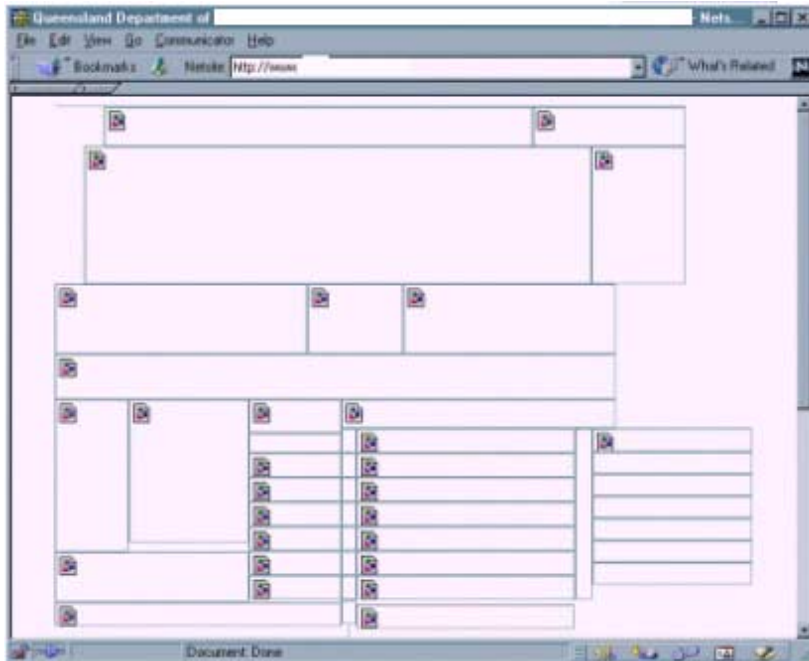 Queensland Department of - Nets...
File Edit View Go Communicator Help
Bookmarks Netsite: http://www. What's Related N
Document: Done